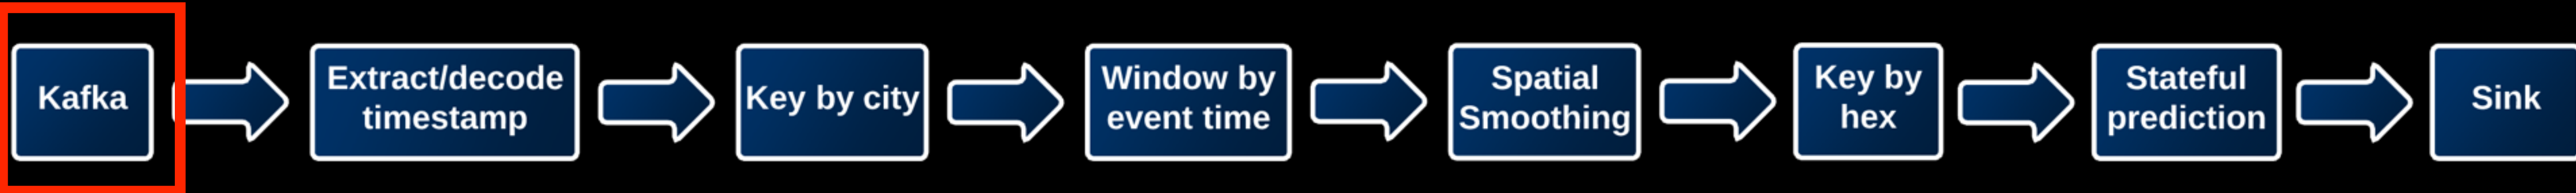 Kafka
Extract/decode
timestamp
Key by city
Window by
event time
Spatial
Smoothing
Key by
hex
Stateful
prediction
Sink